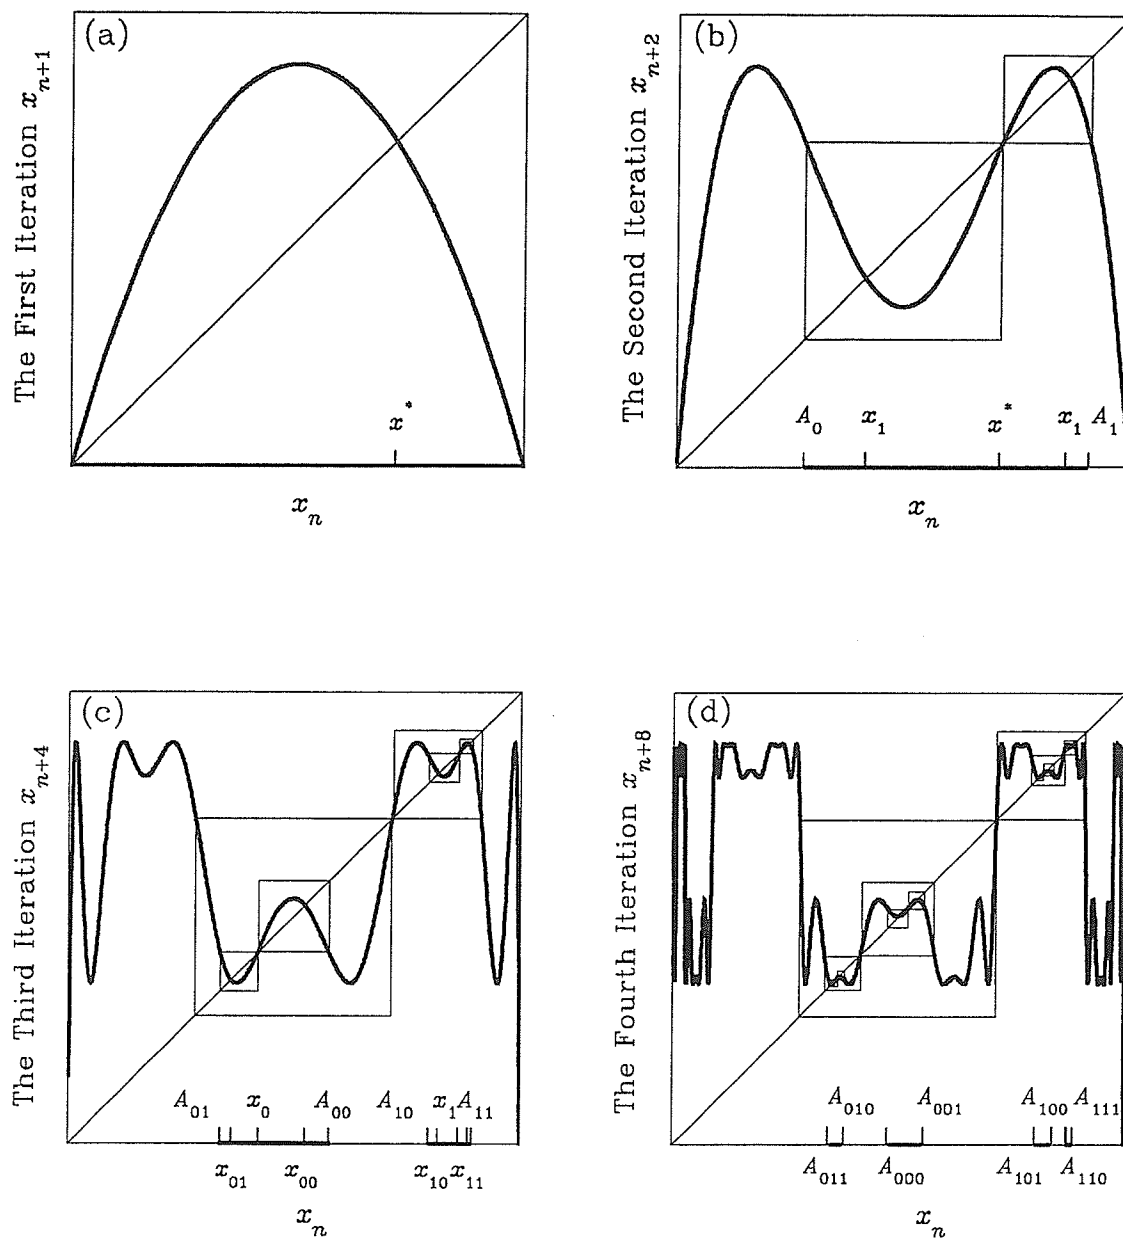 (a)
The First Iteration x_{n+1}
x^*
x_n
(b)
The Second Iteration x_{n+2}
A_0 x_1 x^* x_1 A_1
x_n
(c)
The Third Iteration x_{n+4}
A_{01} x_0 A_{00} A_{10} x_1 A_{11}
x_{01} x_{00} x_{10} x_{11}
x_n
(d)
The Fourth Iteration x_{n+8}
A_{010} A_{001} A_{100} A_{111}
A_{011} A_{000} A_{101} A_{110}
x_n